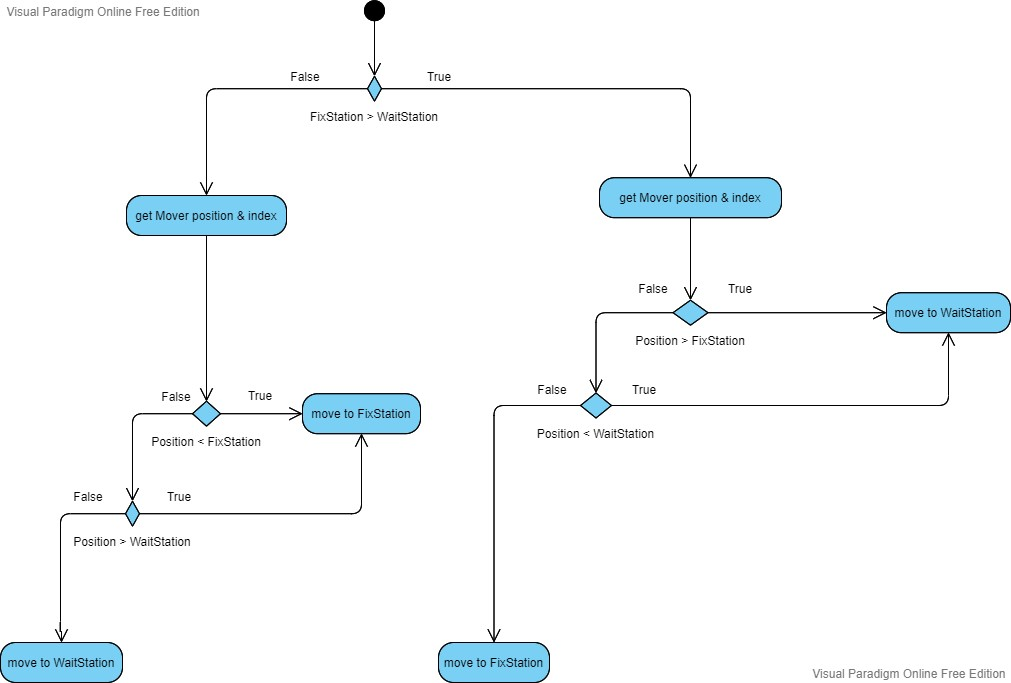 Visual Paradigm Online Free Edition
False
True
FixStation > WaitStation
get Mover position & index
get Mover position & index
False
True
move to WaitStation
Position > FixStation
False
True
Position < WaitStation
False
True
move to FixStation
Position < FixStation
False
True
Position > WaitStation
move to WaitStation
move to FixStation
Visual Paradigm Online Free Edition